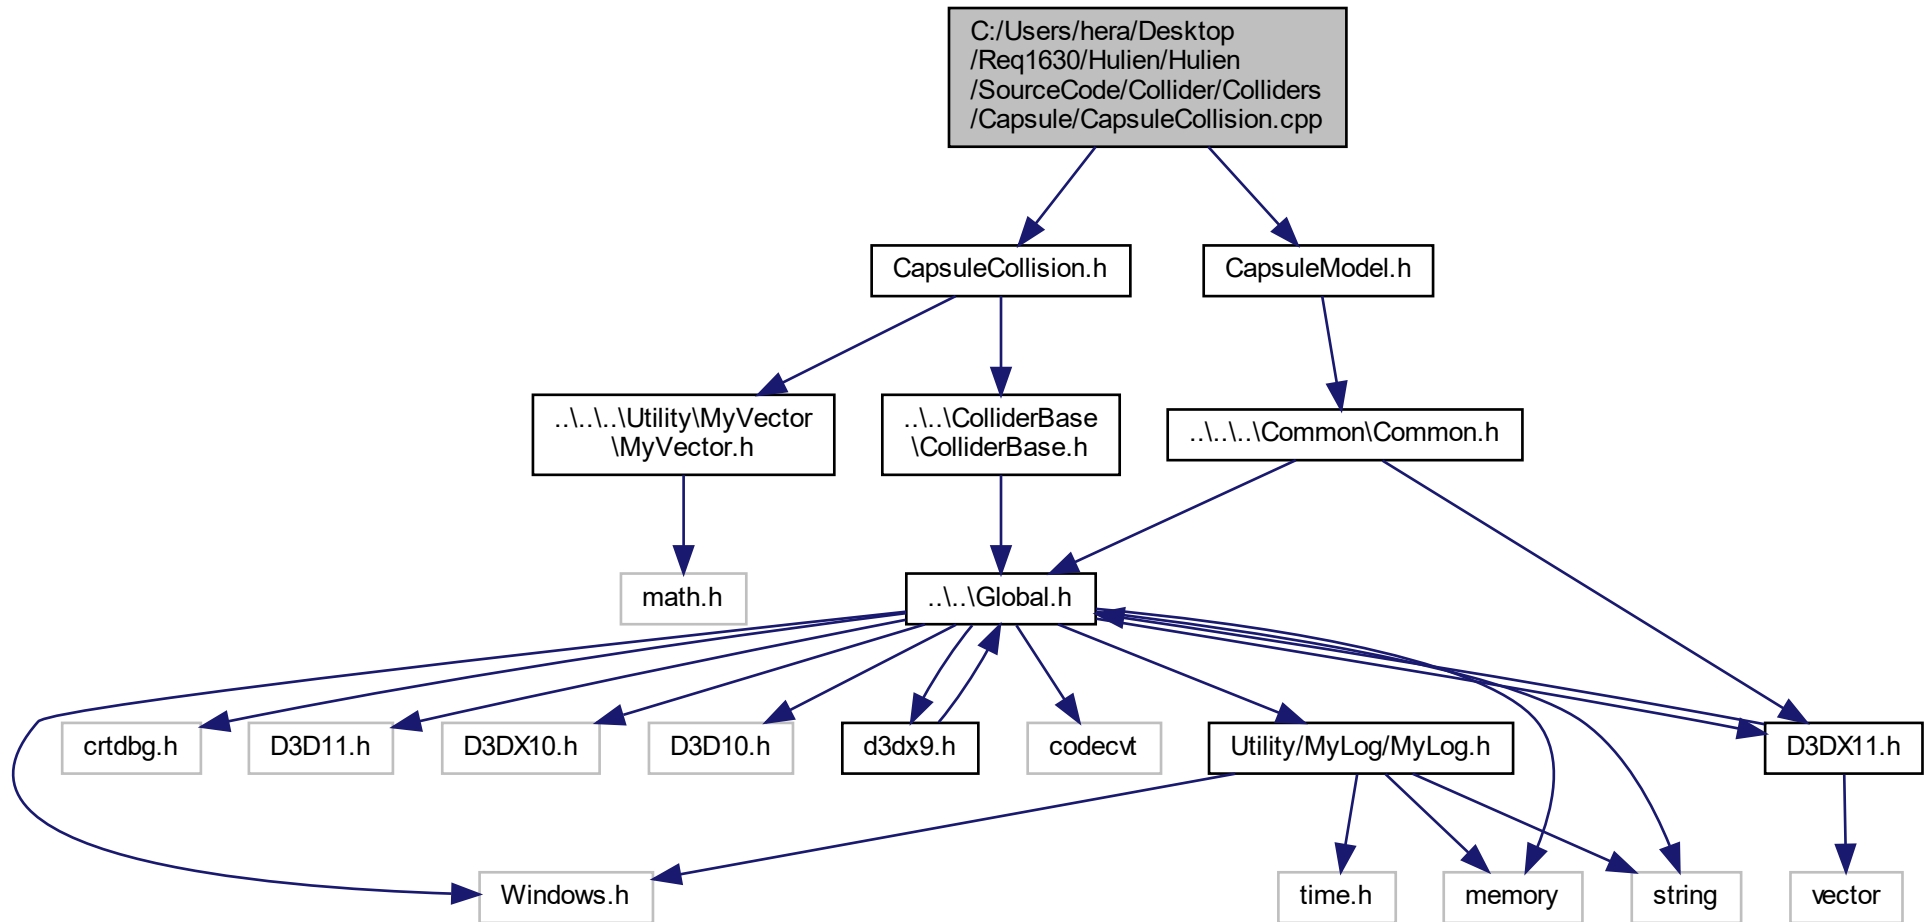 C:/Users/hera/Desktop
/Req1630/Hulien/Hulien
/SourceCode/Collider/Colliders
/Capsule/CapsuleCollision.cpp
CapsuleCollision.h
CapsuleModel.h
..\..\..\Utility\MyVector
\MyVector.h
..\..\ColliderBase
\ColliderBase.h
..\..\..\Common\Common.h
math.h
..\..\Global.h
crtdbg.h
D3D11.h
D3DX10.h
D3D10.h
d3dx9.h
codecvt
Utility/MyLog/MyLog.h
D3DX11.h
Windows.h
time.h
memory
string
vector